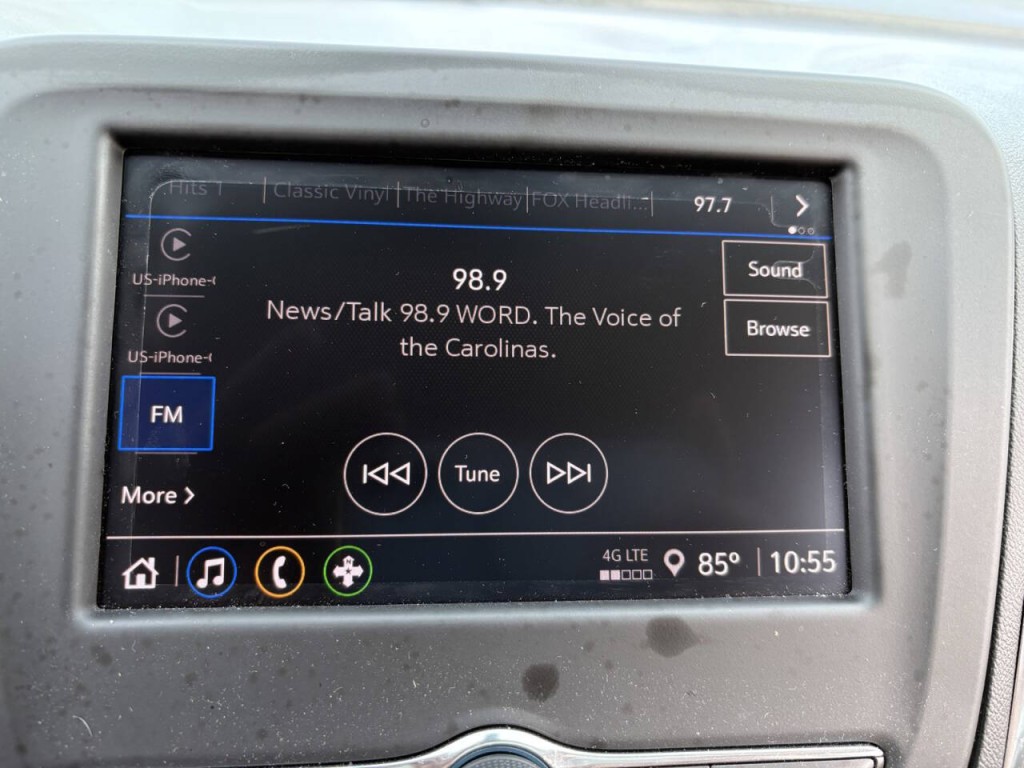 Hits 1 Classic Vinyl The Highway FOX Headli... 97.7
US-iPhone-
US-iPhone-
FM
More
98.9
News/Talk 98.9 WORD. The Voice of
the Carolinas.
Tune
Sound
Browse
4G LTE 85° 10:55